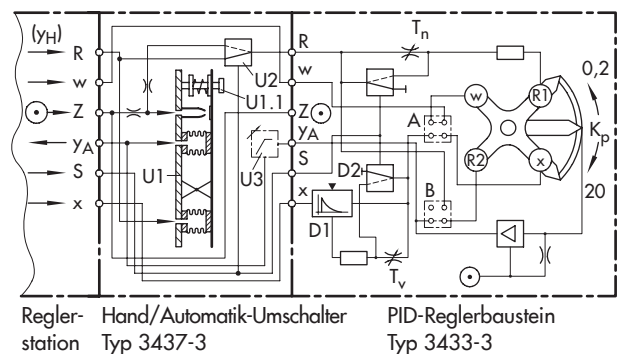 (yH)
R
w
Z
yA
S
x
U1
U2
U1.1
U3
R
w
Z
yA
S
x
D1
D2
Tn
Tv
A
B
w
R1
R2
x
0,2
Kp
20
Regler-
station
Hand/Automatik-Umschalter
Typ 3437-3
PID-Reglerbaustein
Typ 3433-3